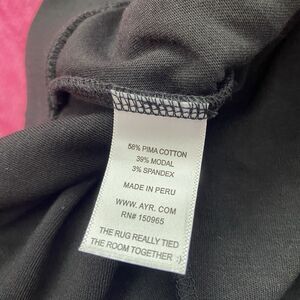 58% PIMA COTTON
39% MODAL
3% SPANDEX
MADE IN PERU
WWW. AYR. COM
RN# 150965
THE RUG REALLY TIED
THE ROOM TOGETHER ;)